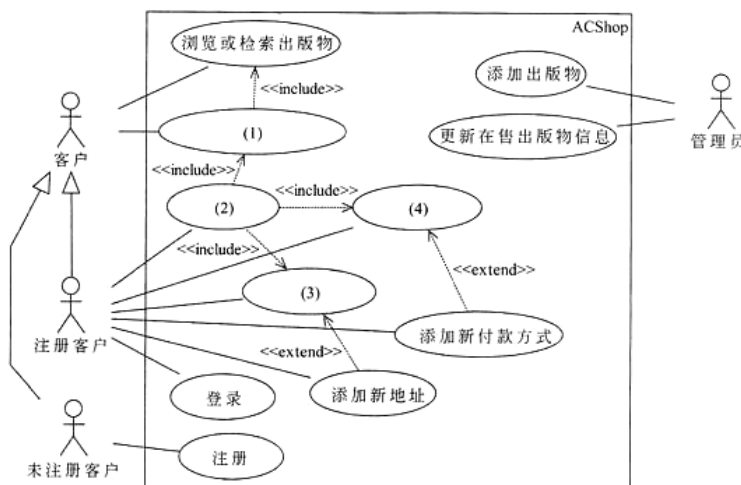 ACShop
浏览或检索出版物
添加出版物
<<include>>
(1)
更新在售出版物信息
管理员
客户
<<include>>
(2)
<<include>>
(4)
<<include>>
(3)
<<extend>>
注册客户
添加新付款方式
<<extend>>
登录
添加新地址
未注册客户
注册